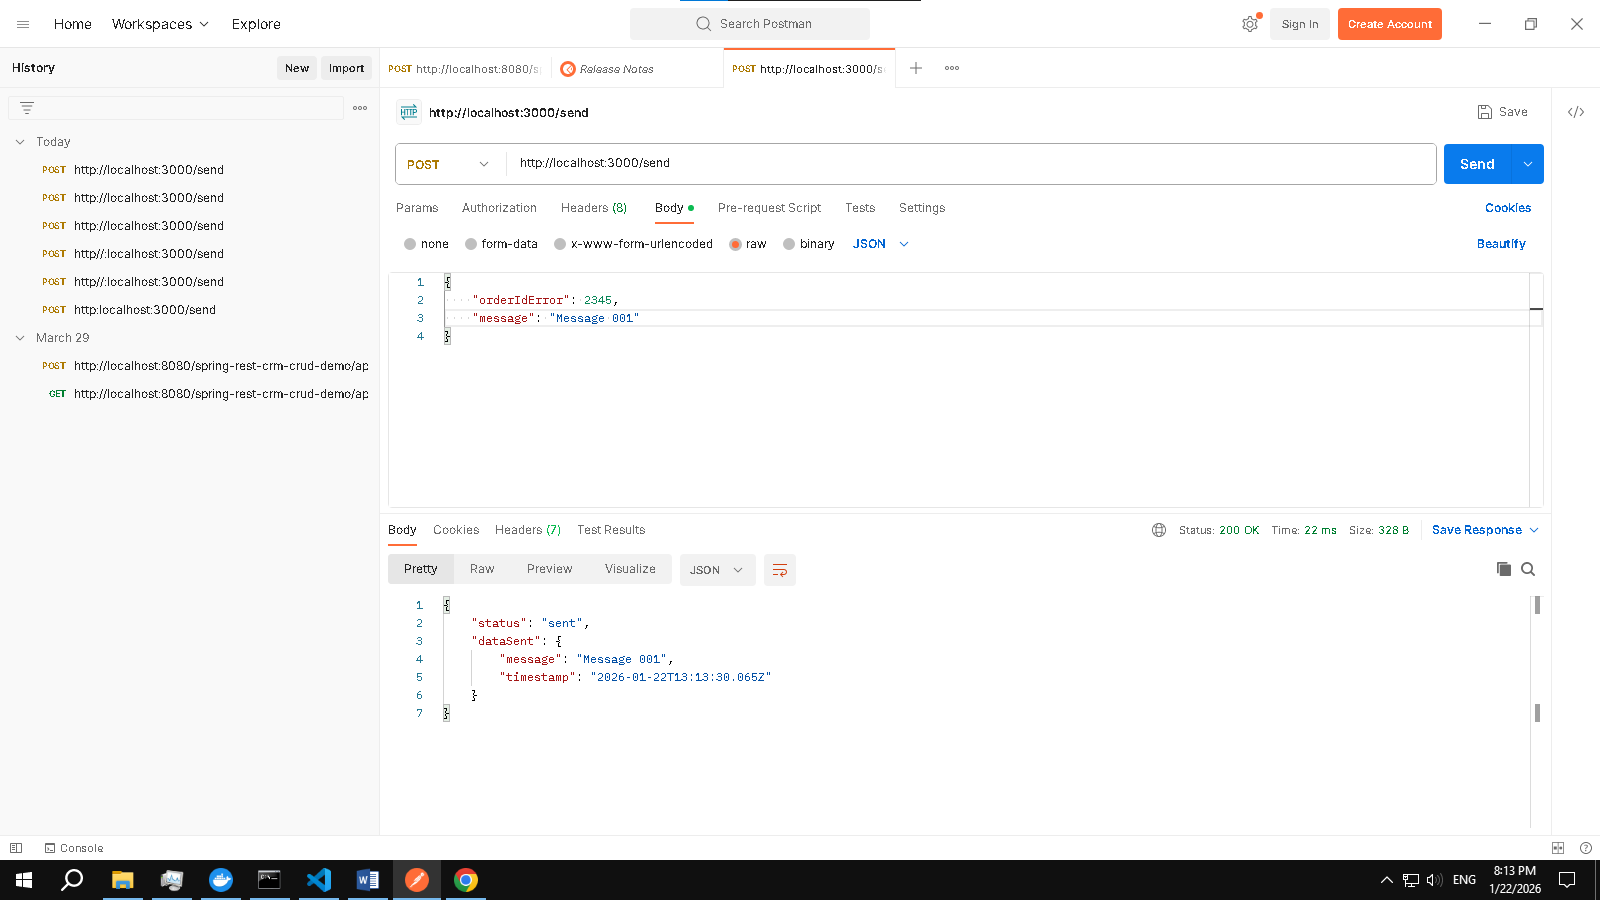 Home Workspaces Explore Search Postman Sign In Create Account
History New Import
POST http://localhost:8080/s Release Notes POST http://localhost:3000/s
HTTP http://localhost:3000/send Save
Today
POST http://localhost:3000/send
POST http://localhost:3000/send
POST http://localhost:3000/send
POST http//:localhost:3000/send
POST http//:localhost:3000/send
POST http:localhost:3000/send
March 29
POST http://localhost:8080/spring-rest-crm-crud-demo/ap
GET http://localhost:8080/spring-rest-crm-crud-demo/ap
POST http://localhost:3000/send Send
Params Authorization Headers (8) Body Pre-request Script Tests Settings Cookies
none form-data x-www-form-urlencoded raw binary JSON Beautify
1 {
2 "orderIdError": 2345,
3 "message": "Message 001"
4 }
Body Cookies Headers (7) Test Results Status: 200 OK Time: 22 ms Size: 328 B Save Response
Pretty Raw Preview Visualize JSON
1 {
2 "status": "sent",
3 "dataSent": {
4 "message": "Message 001",
5 "timestamp": "2026-01-22T13:13:30.065Z"
6 }
7 }
Console
ENG 8:13 PM
1/22/2026